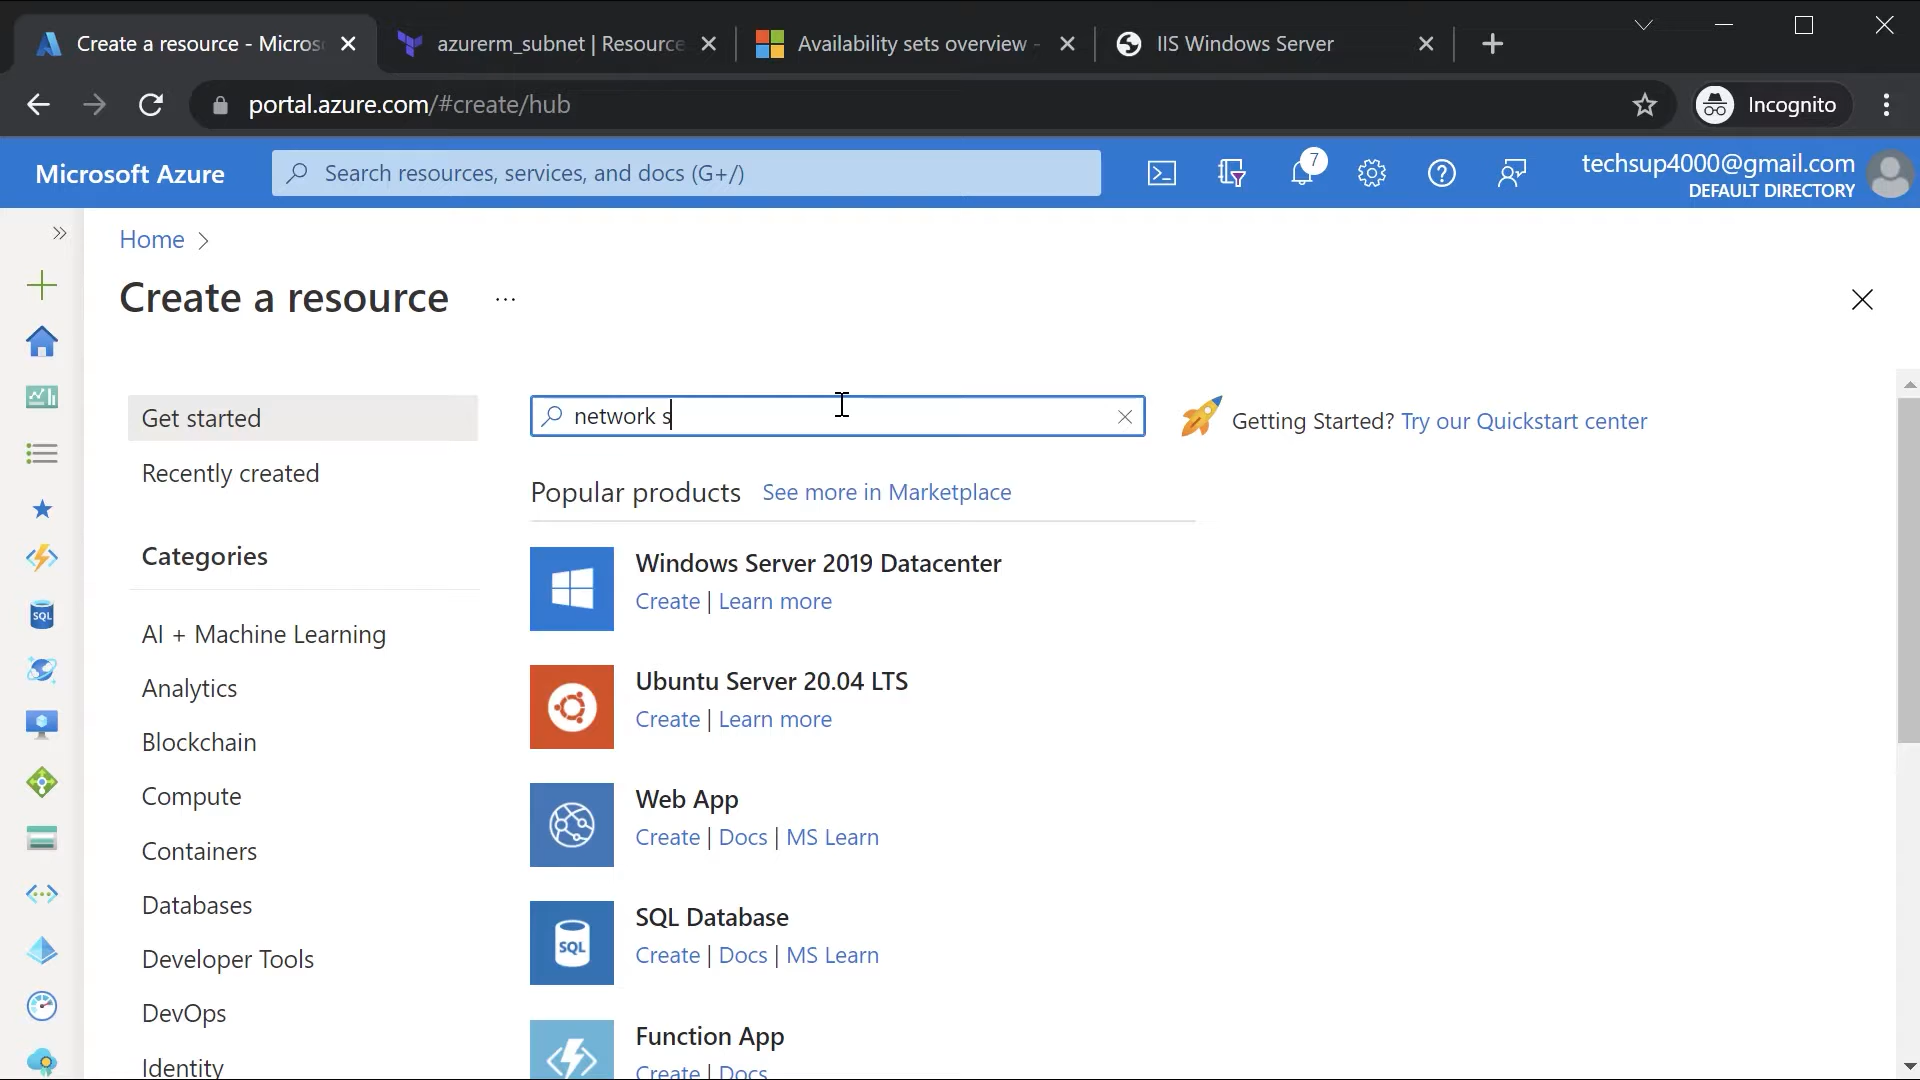 Create a resource - Micros
azurerm_subnet | Resource
Availability sets overview -
IIS Windows Server
portal.azure.com/#create/hub
Incognito
Microsoft Azure
Search resources, services, and docs (G+/)
7
techsup4000@gmail.com
DEFAULT DIRECTORY
Home
Create a resource
Get started
Recently created
Categories
AI + Machine Learning
Analytics
Blockchain
Compute
Containers
Databases
Developer Tools
DevOps
Identity
network s
Getting Started? Try our Quickstart center
Popular products See more in Marketplace
Windows Server 2019 Datacenter
Create | Learn more
Ubuntu Server 20.04 LTS
Create | Learn more
Web App
Create | Docs | MS Learn
SQL
SQL Database
Create | Docs | MS Learn
Function App
Create | Docs
SQL